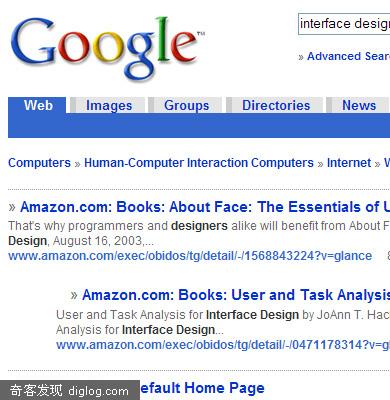 Google™
interface design
» Advanced Sear
Web Images Groups Directories News
Computers » Human-Computer Interaction Computers » Internet » W
» Amazon.com: Books: About Face: The Essentials of U
That's why programmers and designers alike will benefit from About F
Design, August 16, 2003,...
www.amazon.com/exec/obidos/tg/detail/-/1568843224?v=glance 8
» Amazon.com: Books: User and Task Analysis
User and Task Analysis for Interface Design by JoAnn T. Hac
Analysis for Interface Design...
www.amazon.com/exec/obidos/tg/detail/-/0471178314?v=gl
efault Home Page
奇客发现 diglog.com